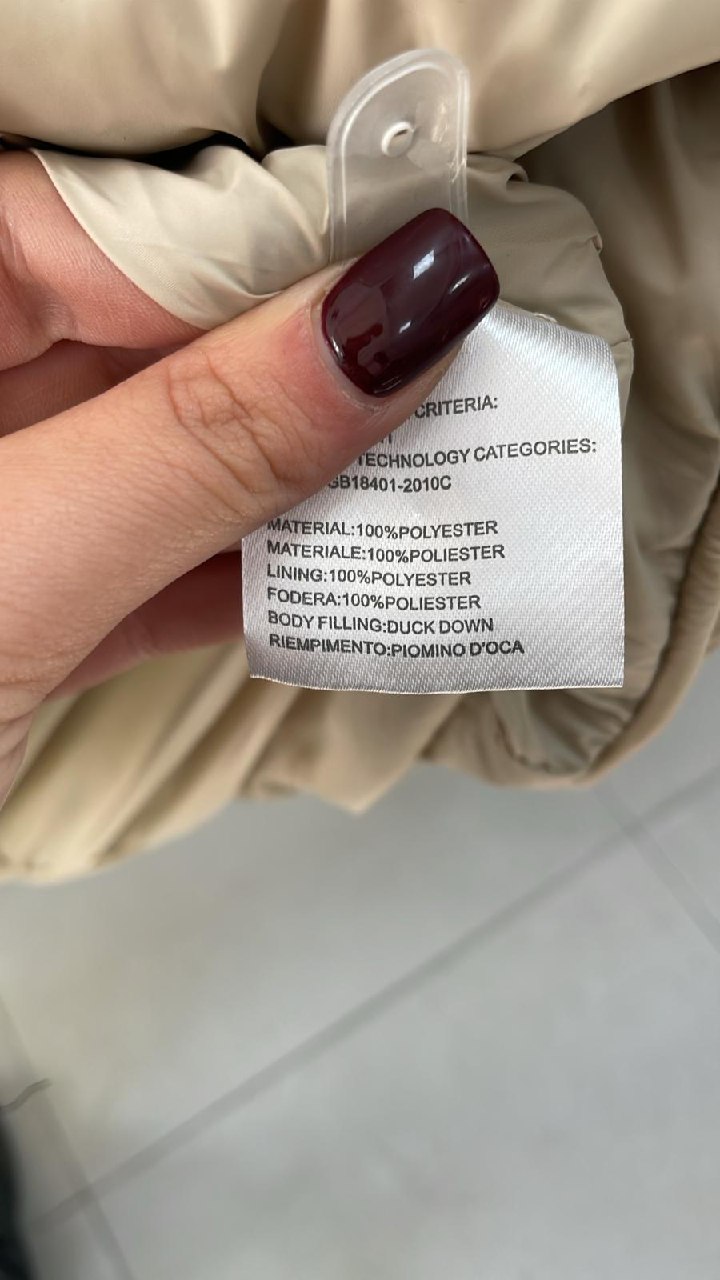 CRITERIA:
TECHNOLOGY CATEGORIES:
GB18401-2010C
MATERIAL:100%POLYESTER
MATERIALE:100%POLIESTER
LINING:100%POLYESTER
FODERA:100%POLIESTER
BODY FILLING:DUCK DOWN
RIEMPIMENTO:PIOMINO D'OCA